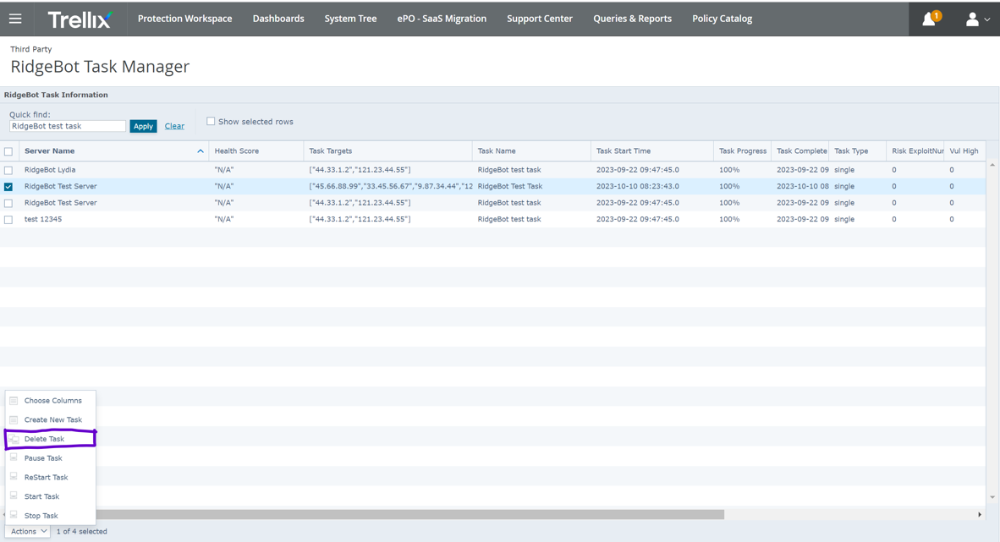 Trellix Protection Workspace Dashboards System Tree ePO - SaaS Migration Support Center Queries & Reports Policy Catalog 1
Third Party
RidgeBot Task Manager
RidgeBot Task Information
Quick find:
RidgeBot test task Apply Clear Show selected rows
Server Name Health Score Task Targets Task Name Task Start Time Task Progress Task Complete Task Type Risk ExploitNur Vul High
RidgeBot Lydia "N/A" ["44.33.1.2","121.23.44.55"] RidgeBot test task 2023-09-22 09:47:45.0 100% 2023-09-22 09 single 0 0
RidgeBot Test Server "N/A" ["45.66.88.99","33.45.56.67","9.87.34.44","12 RidgeBot Test Task 2023-10-10 08:23:43.0 100% 2023-10-10 08 single 0 0
RidgeBot Test Server "N/A" ["44.33.1.2","121.23.44.55"] RidgeBot test task 2023-09-22 09:47:45.0 100% 2023-09-22 09 single 0 0
test 12345 "N/A" ["44.33.1.2","121.23.44.55"] RidgeBot test task 2023-09-22 09:47:45.0 100% 2023-09-22 09 single 0 0
Choose Columns
Create New Task
Delete Task
Pause Task
ReStart Task
Start Task
Stop Task
Actions 1 of 4 selected